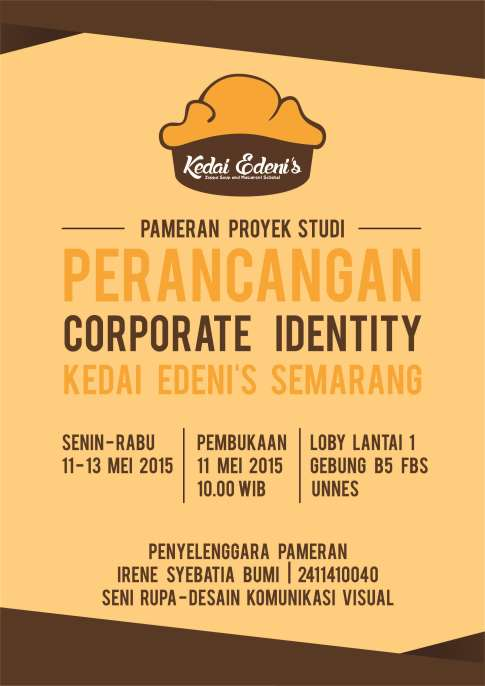 Kedai Edeni's
Zuppa Soup and Macaroni Schotel
PAMERAN PROYEK STUDI
PERANCANGAN
CORPORATE IDENTITY
KEDAI EDENI'S SEMARANG
SENIN-RABU
11-13 MEI 2015
PEMBUKAAN
11 MEI 2015
10.00 WIB
LOBY LANTAI 1
GEBUNG B5 FBS
UNNES
PENYELENGGARA PAMERAN
IRENE SYEBATIA BUMI | 2411410040
SENI RUPA-DESAIN KOMUNIKASI VISUAL